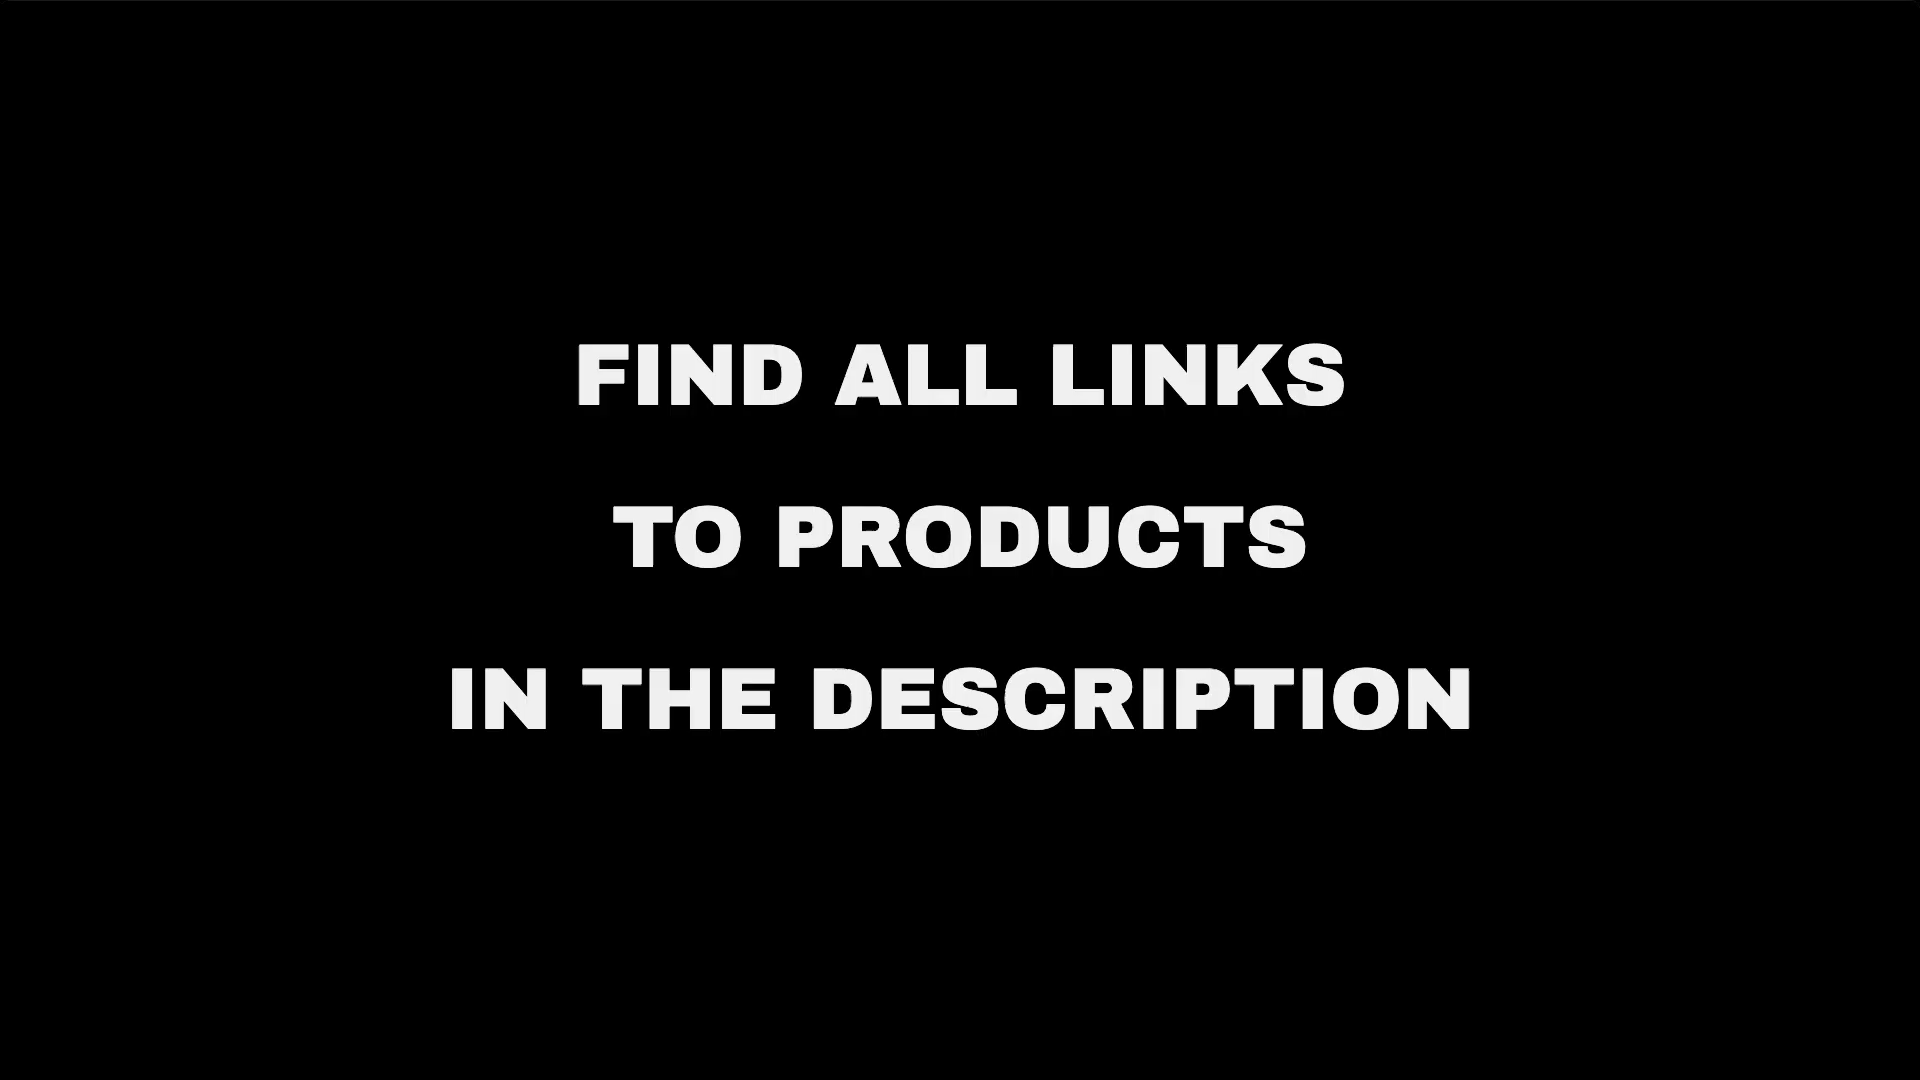 FIND ALL LINKS
TO PRODUCTS
IN THE DESCRIPTION